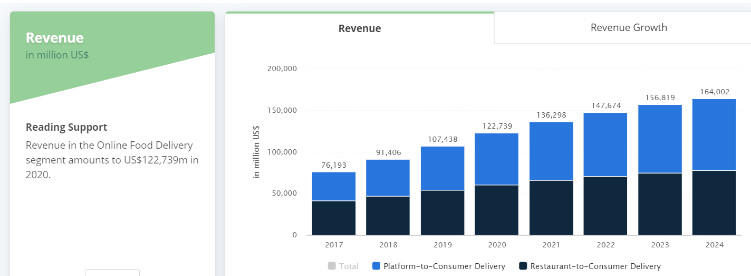 Revenue
in million US$
Reading Support
Revenue in the Online Food Delivery
segment amounts to US$122,739m in
2020.
Revenue
Revenue Growth
in million US$
200,000
150,000
100,000
50,000
0
76,193
91,406
107,438
122,739
136,298
147,674
156,819
164,002
2017
2018
2019
2020
2021
2022
2023
2024
Total
Platform-to-Consumer Delivery
Restaurant-to-Consumer Delivery